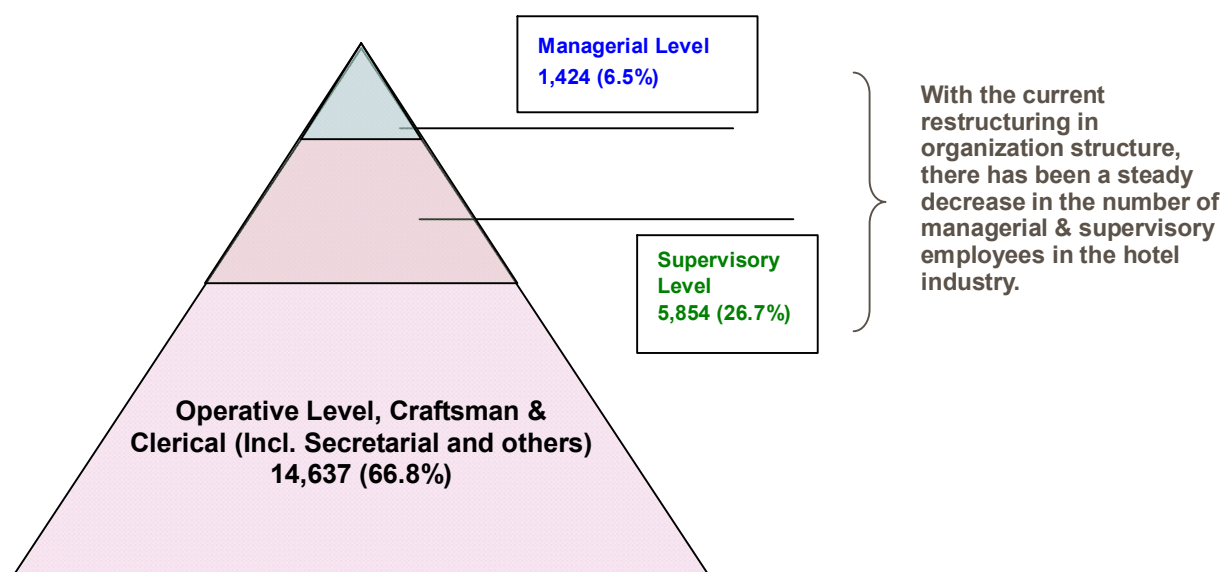 Managerial Level
1,424 (6.5%)
With the current
restructuring in
organization structure,
there has been a steady
decrease in the number of
managerial & supervisory
employees in the hotel
industry.
Supervisory
Level
5,854 (26.7%)
Operative Level, Craftsman &
Clerical (Incl. Secretarial and others)
14,637 (66.8%)